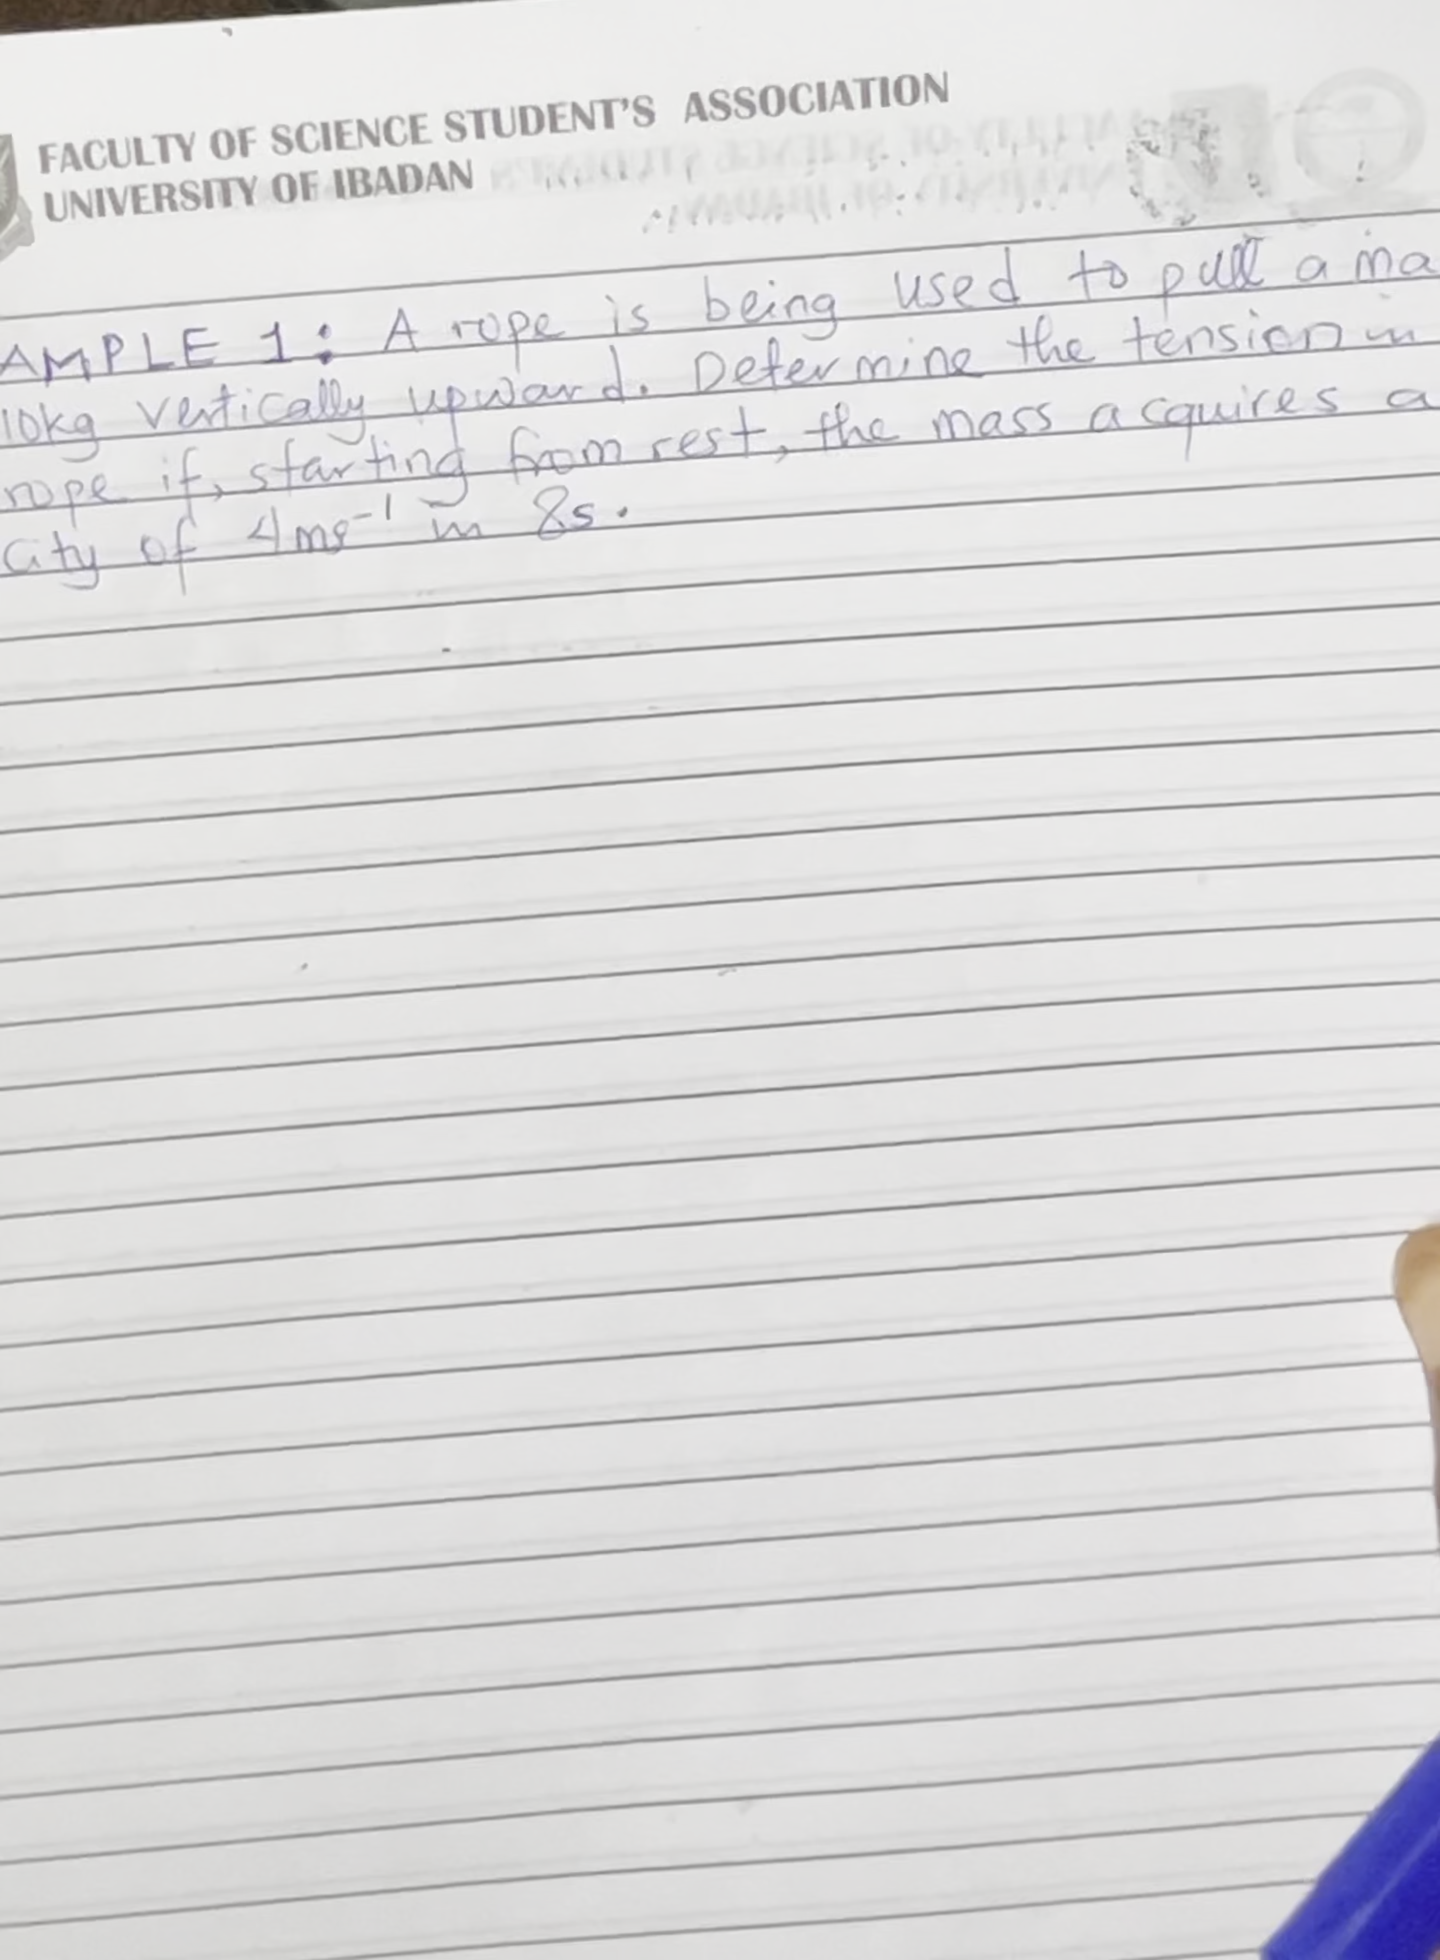 FACULTY OF SCIENCE STUDENT'S ASSOCIATION
UNIVERSITY OF IBADAN
AMPLE 1: A rope is being used to pull a ma
10kg vertically upward. Determine the tension in
rope if, starting from rest, the mass acquires a
city of 4ms⁻¹ in 8s.